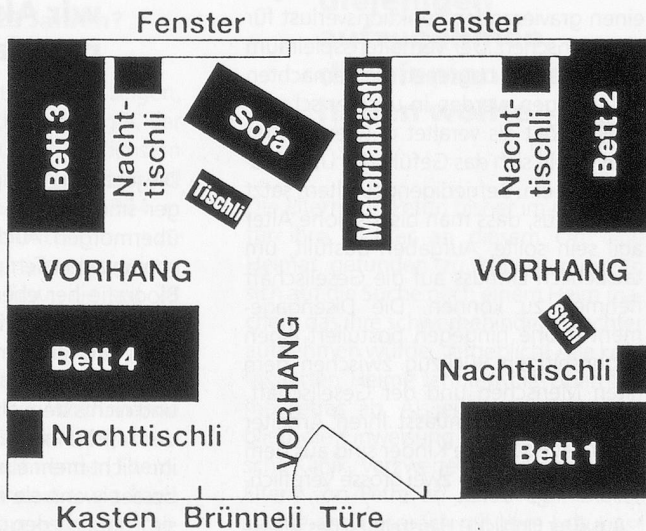 Fenster
Fenster
Bett 3
Nacht-
tischli
Sofa
Tischli
Materialkästli
Nacht-
tischli
Bett 2
VORHANG
VORHANG
Bett 4
Nachttischli
VORHANG
Stuhl
Nachttischli
Bett 1
Kasten
Brünneli
Türe